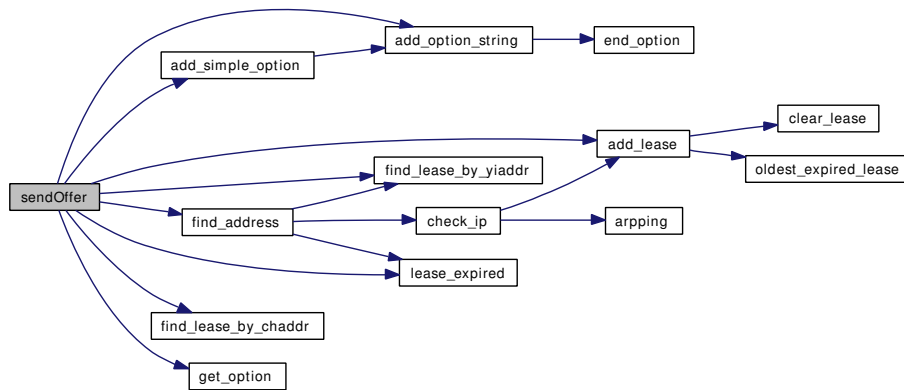 add_option_string
end_option
add_simple_option
clear_lease
add_lease
oldest_expired_lease
find_lease_by_yiaddr
sendOffer
find_address
check_ip
arpping
lease_expired
find_lease_by_chaddr
get_option